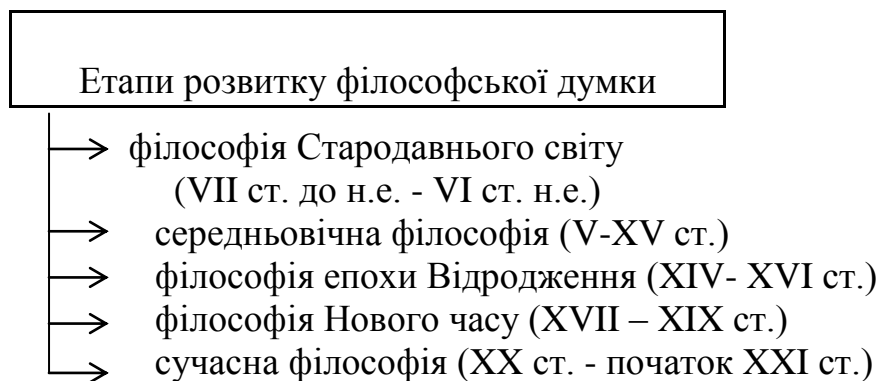 Етапи розвитку філософської думки
філософія Стародавнього світу
(VII ст. до н.е. - VI ст. н.е.)
середньовічна філософія (V-XV ст.)
філософія епохи Відродження (XIV- XVI ст.)
філософія Нового часу (XVII – XIX ст.)
сучасна філософія (XX ст. - початок XXI ст.)